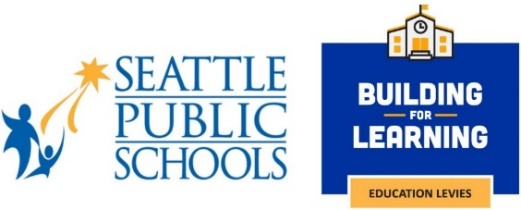 SEATTLE
PUBLIC
SCHOOLS
BUILDING
FOR
LEARNING
EDUCATION LEVIES